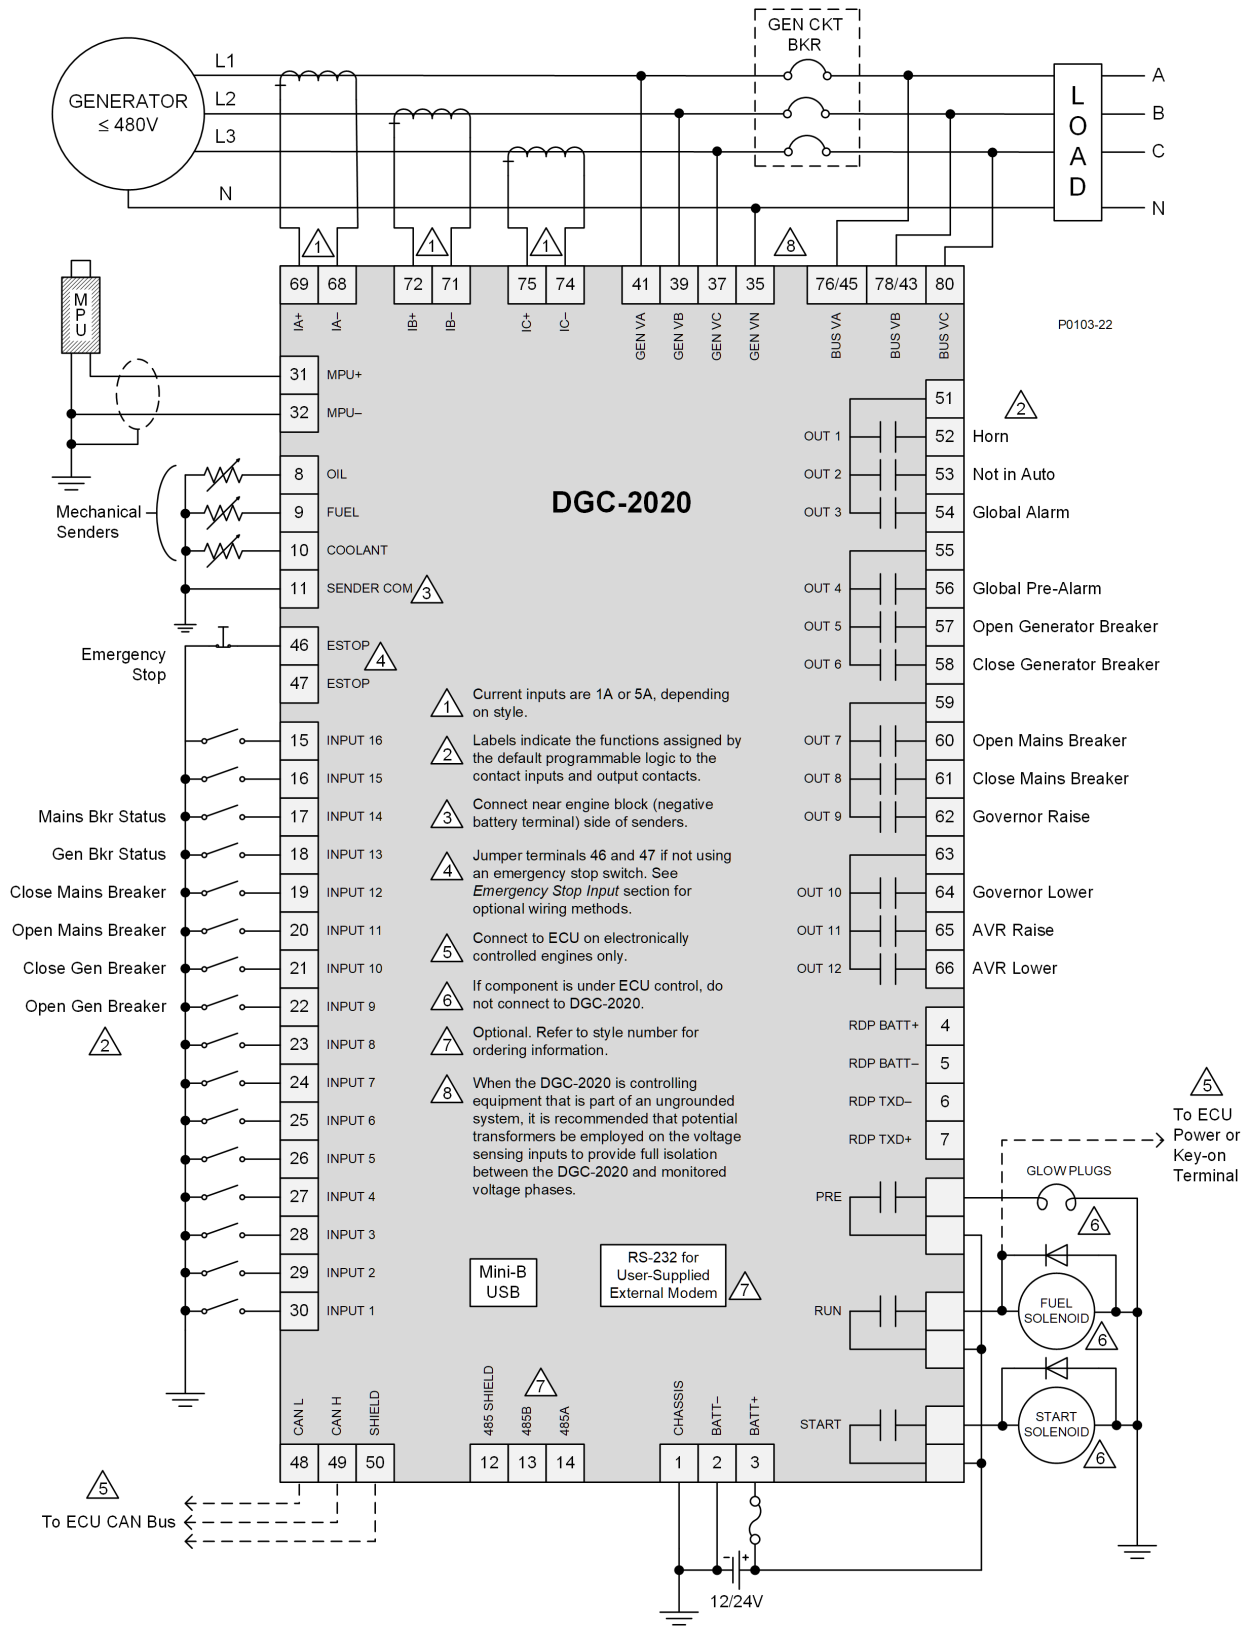 GEN CKT
BKR
L1
L2
L3
N
GENERATOR
≤ 480V
LOAD
A
B
C
N
1
1
1
8
69
68
72
71
75
74
41
39
37
35
76/45
78/43
80
IA+
IA–
IB+
IB–
IC+
IC–
GEN VA
GEN VB
GEN VC
GEN VN
BUS VA
BUS VB
BUS VC
P0103-22
MPU
31 MPU+
32 MPU–
Mechanical
Senders
8 OIL
9 FUEL
10 COOLANT
11 SENDER COM
3
Emergency
Stop
46 ESTOP
47 ESTOP
4
15 INPUT 16
16 INPUT 15
Mains Bkr Status 17 INPUT 14
Gen Bkr Status 18 INPUT 13
Close Mains Breaker 19 INPUT 12
Open Mains Breaker 20 INPUT 11
Close Gen Breaker 21 INPUT 10
Open Gen Breaker 22 INPUT 9
2
23 INPUT 8
24 INPUT 7
25 INPUT 6
26 INPUT 5
27 INPUT 4
28 INPUT 3
29 INPUT 2
30 INPUT 1
DGC-2020
1
Current inputs are 1A or 5A, depending
on style.
2
Labels indicate the functions assigned by
the default programmable logic to the
contact inputs and output contacts.
3
Connect near engine block (negative
battery terminal) side of senders.
4
Jumper terminals 46 and 47 if not using
an emergency stop switch. See
Emergency Stop Input section for
optional wiring methods.
5
Connect to ECU on electronically
controlled engines only.
6
If component is under ECU control, do
not connect to DGC-2020.
7
Optional. Refer to style number for
ordering information.
8
When the DGC-2020 is controlling
equipment that is part of an ungrounded
system, it is recommended that potential
transformers be employed on the voltage
sensing inputs to provide full isolation
between the DGC-2020 and monitored
voltage phases.
Mini-B
USB
RS-232 for
User-Supplied
External Modem
7
51
2
OUT 1 52 Horn
OUT 2 53 Not in Auto
OUT 3 54 Global Alarm
55
OUT 4 56 Global Pre-Alarm
OUT 5 57 Open Generator Breaker
OUT 6 58 Close Generator Breaker
59
OUT 7 60 Open Mains Breaker
OUT 8 61 Close Mains Breaker
OUT 9 62 Governor Raise
63
OUT 10 64 Governor Lower
OUT 11 65 AVR Raise
OUT 12 66 AVR Lower
RDP BATT+ 4
RDP BATT– 5
RDP TXD– 6
RDP TXD+ 7
5
To ECU
Power or
Key-on
Terminal
PRE
GLOW PLUGS
6
RUN
FUEL
SOLENOID
6
START
START
SOLENOID
6
CAN L
CAN H
SHIELD
485 SHIELD
485B
485A
7
CHASSIS
BATT–
BATT+
48
49
50
12
13
14
1
2
3
5
To ECU CAN Bus
- +
12/24V